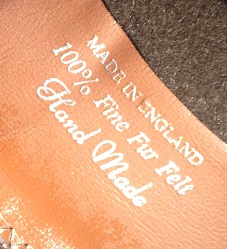 MADE IN ENGLAND
100% Fine Fur Felt
Hand Made